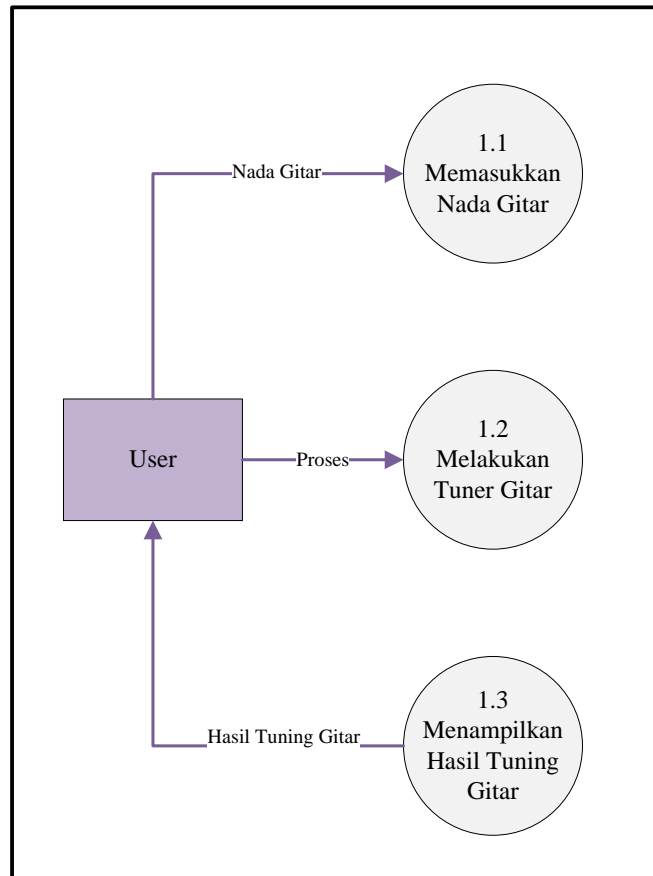 1.1
Memasukkan
Nada Gitar
Nada Gitar
User
Proses
1.2
Melakukan
Tuner Gitar
1.3
Menampilkan
Hasil Tuning
Gitar
Hasil Tuning Gitar